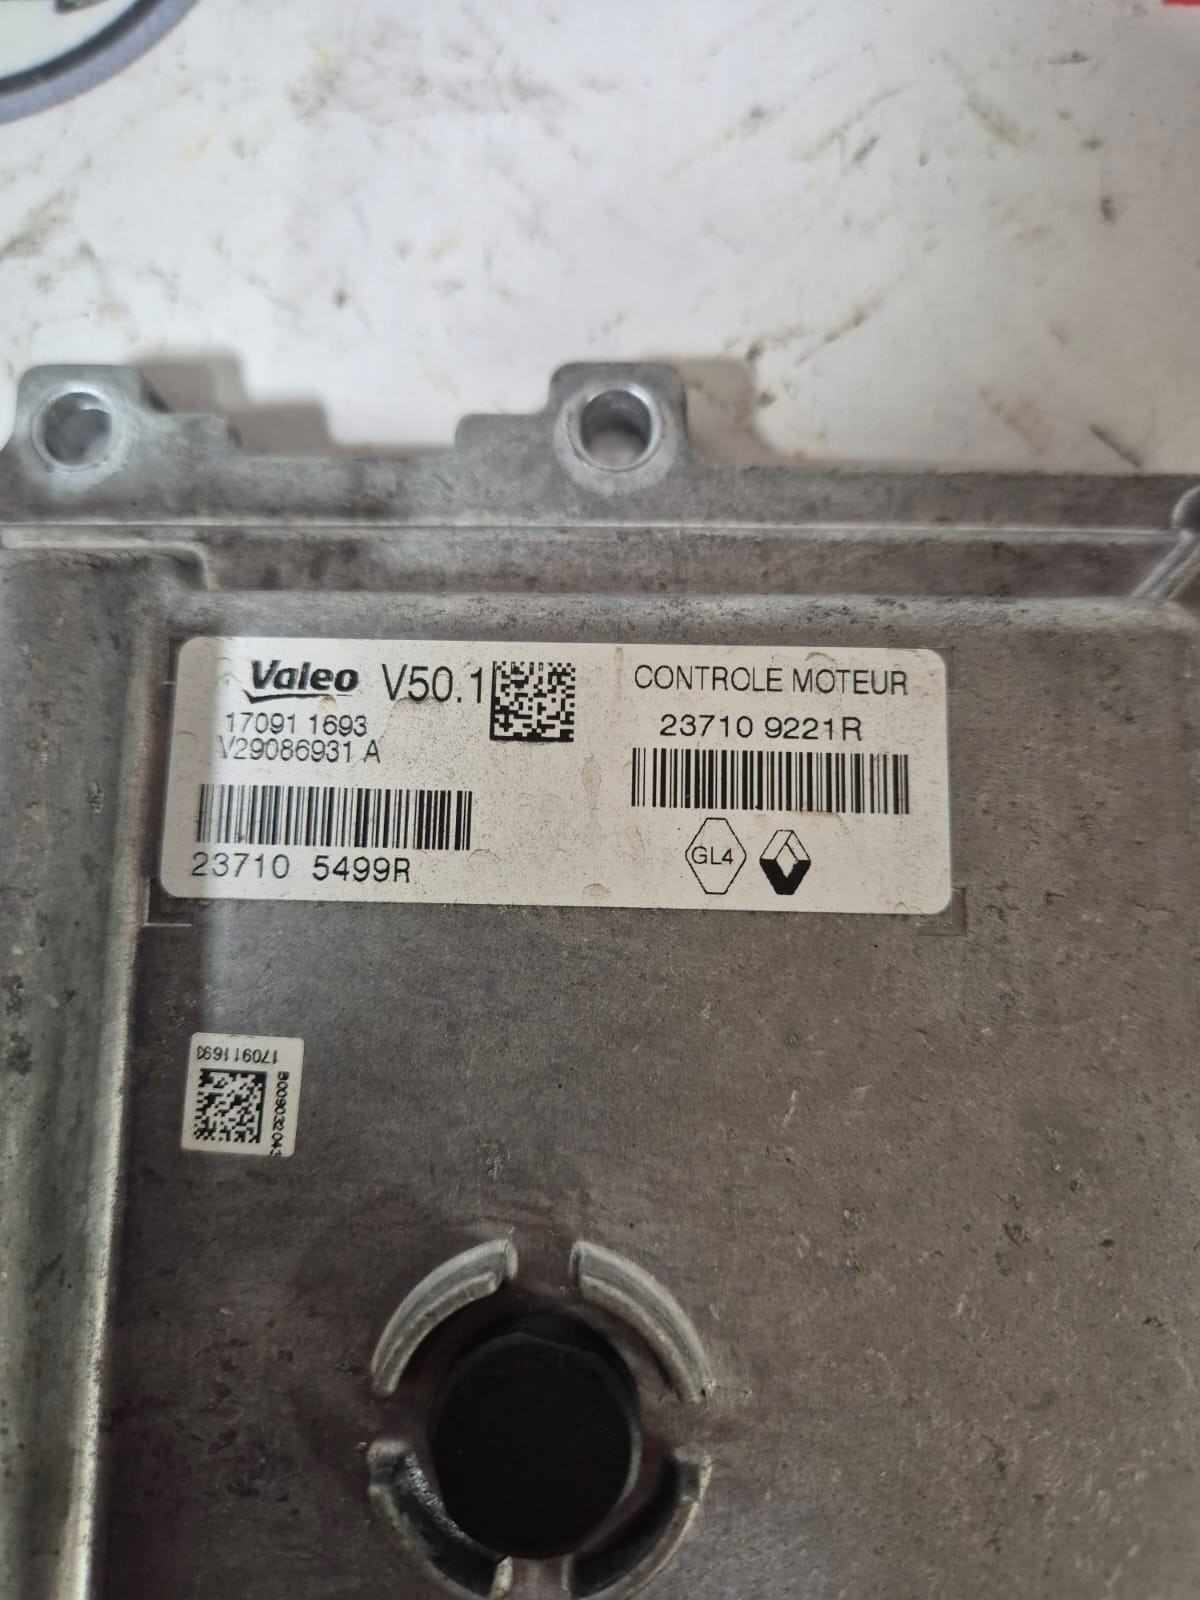 Valeo V50.1
17091 1693
V29086931 A
23710 5499R
CONTROLE MOTEUR
23710 9221R
GL4
170911693